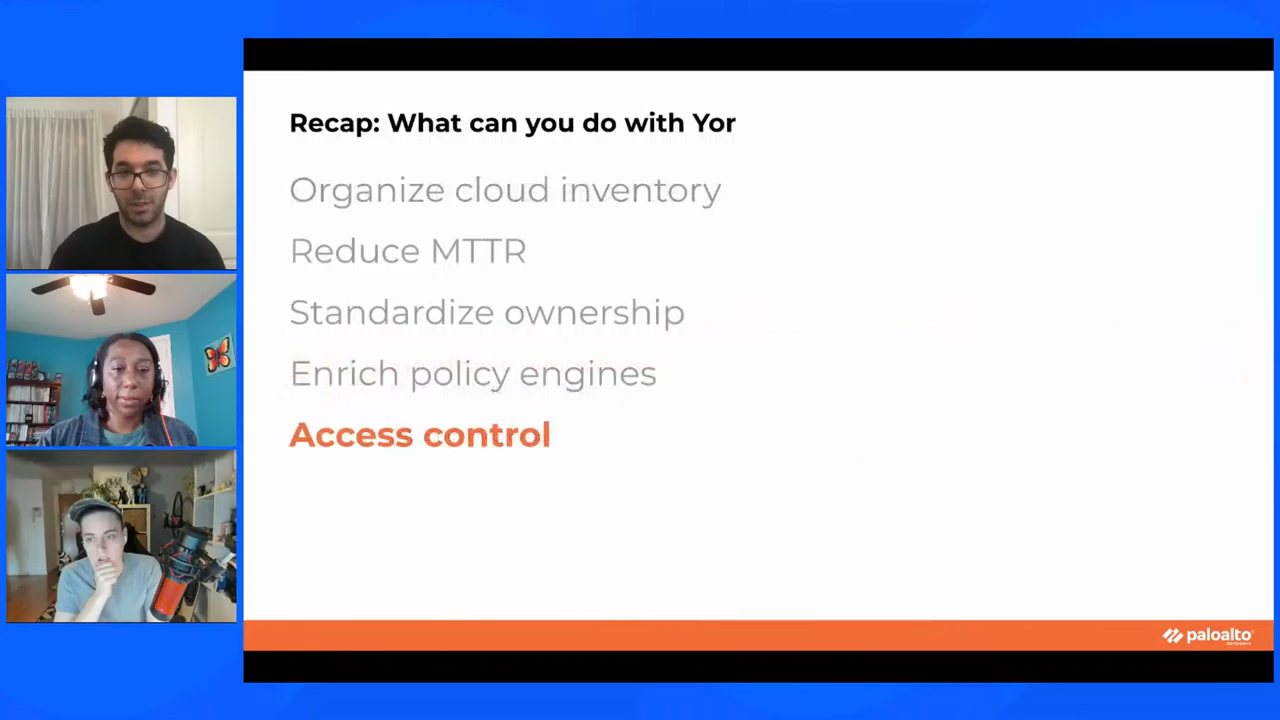 Recap: What can you do with Yor
Organize cloud inventory
Reduce MTTR
Standardize ownership
Enrich policy engines
Access control
paloalto
NETWORKS